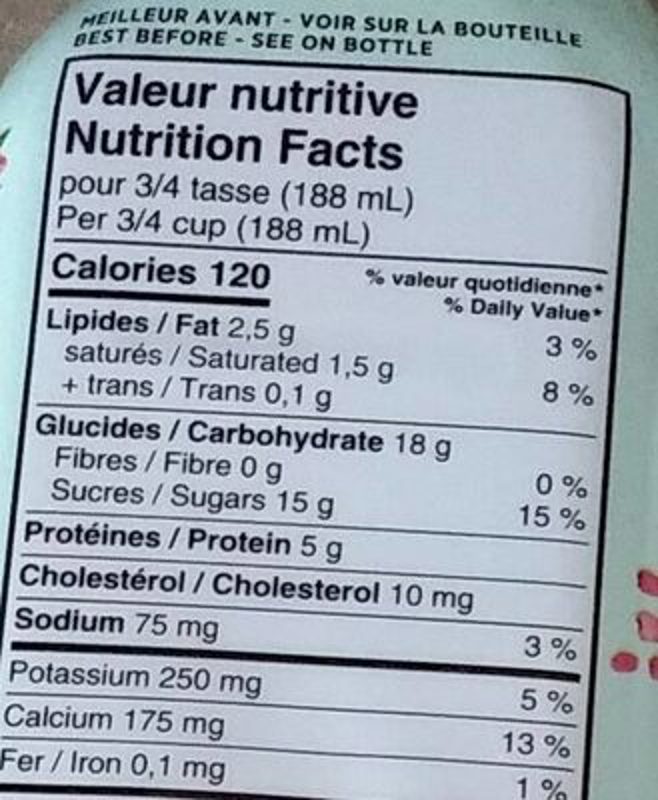 MEILLEUR AVANT - VOIR SUR LA BOUTEILLE
BEST BEFORE - SEE ON BOTTLE
Valeur nutritive
Nutrition Facts
pour 3/4 tasse (188 mL)
Per 3/4 cup (188 mL)
Calories 120
% valeur quotidienne*
% Daily Value*
Lipides / Fat 2,5 g 3 %
saturés / Saturated 1,5 g
+ trans / Trans 0,1 g 8 %
Glucides / Carbohydrate 18 g
Fibres / Fibre 0 g 0 %
Sucres / Sugars 15 g 15 %
Protéines / Protein 5 g
Cholestérol / Cholesterol 10 mg
Sodium 75 mg 3 %
Potassium 250 mg 5 %
Calcium 175 mg 13 %
Fer / Iron 0,1 mg 1 %